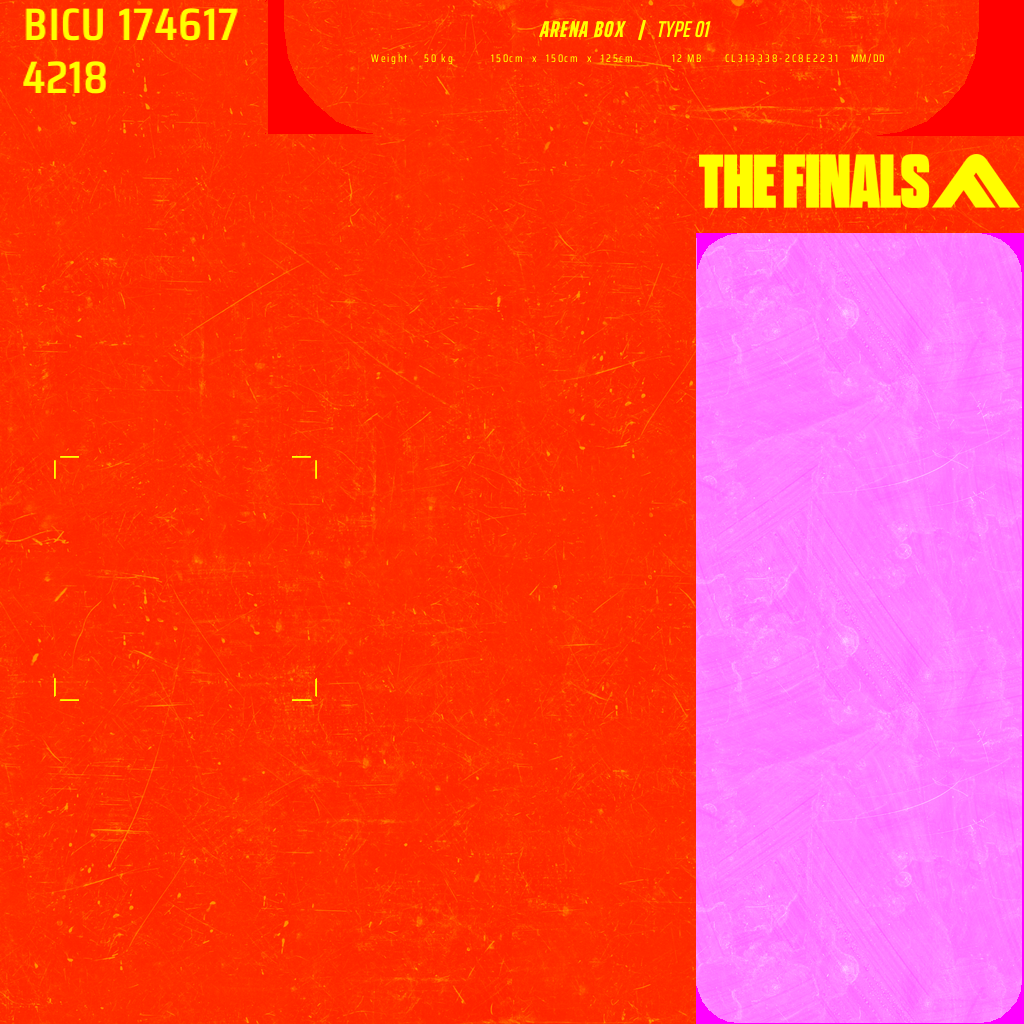 BICU 174617
4218
ARENA BOX | TYPE 01
Weight 50 kg 150cm x 150cm x 125cm 12 MB CL313338-2C8E2231 MM/DD
THE FINALS